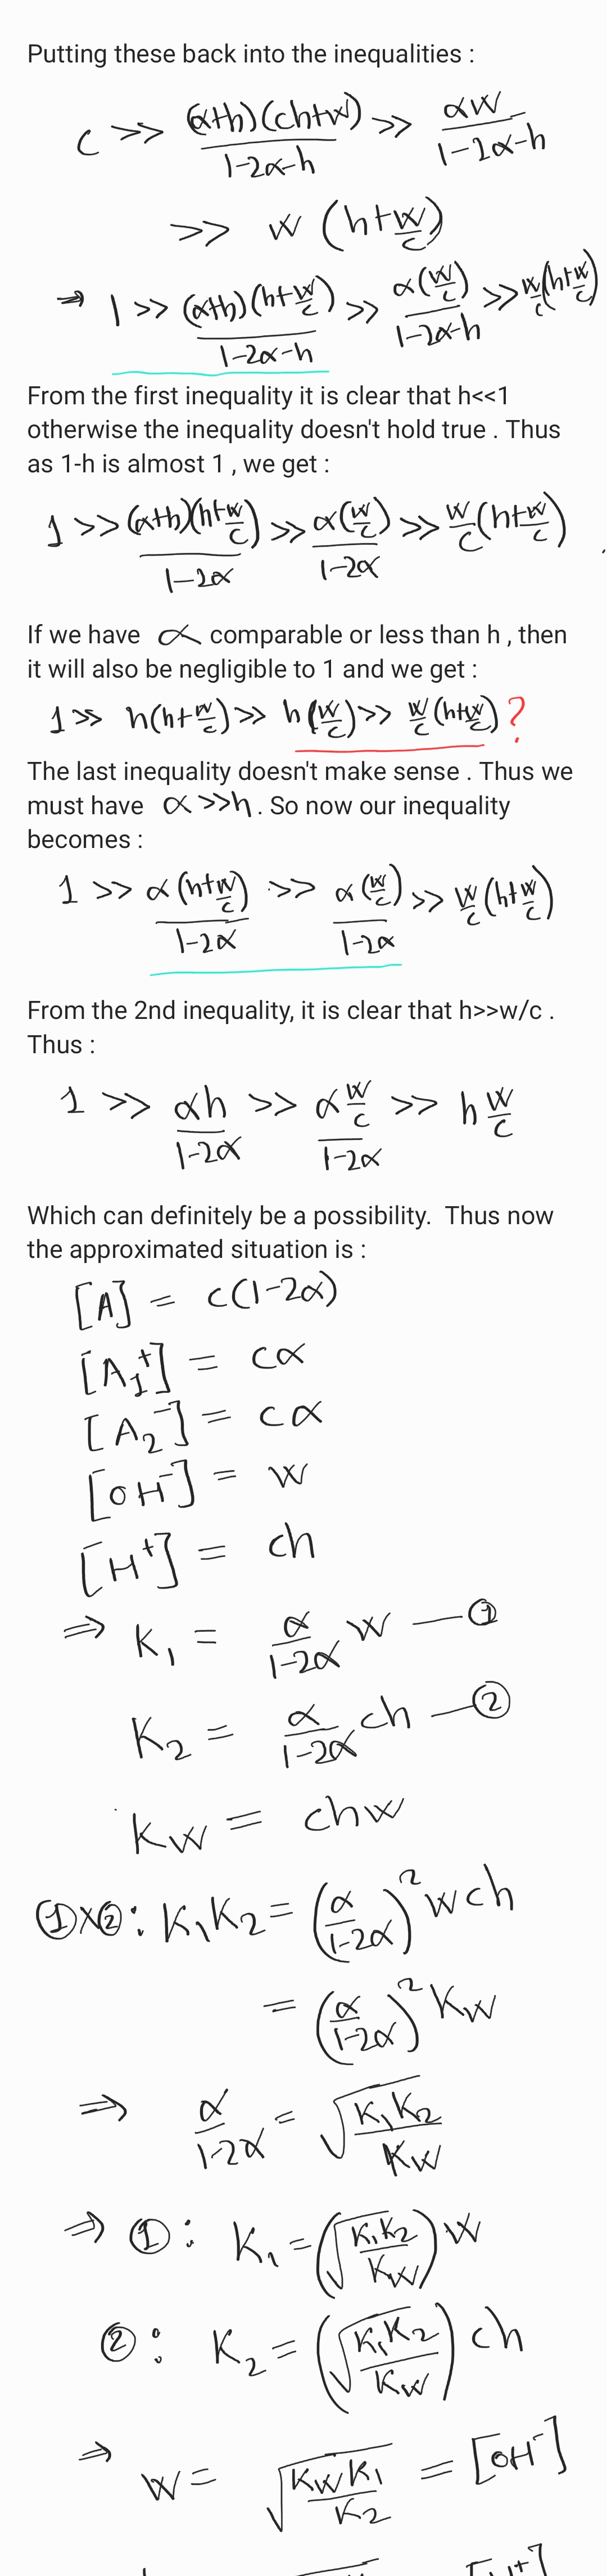 Putting these back into the inequalities :
c >> (α+h)(ch+w)/(1-2α-h) >> αw/(1-2α-h)
>> w (h+w/c)
⇒ 1 >> (α+h)(h+w/c)/(1-2α-h) >> α(w/c)/(1-2α-h) >> w/c(h+w/c)
From the first inequality it is clear that h<<1
otherwise the inequality doesn't hold true . Thus
as 1-h is almost 1 , we get :
1 >> (α+h)(h+w/c)/(1-2α) >> α(w/c)/(1-2α) >> w/c(h+w/c)
If we have α comparable or less than h , then
it will also be negligible to 1 and we get :
1 >> h(h+w/c) >> h(w/c) >> w/c(h+w/c) ?
The last inequality doesn't make sense . Thus we
must have α >>h . So now our inequality
becomes :
1 >> α(h+w/c)/(1-2α) >> α(w/c)/(1-2α) >> w/c(h+w/c)
From the 2nd inequality, it is clear that h>>w/c .
Thus :
1 >> αh/(1-2α) >> α w/c/(1-2α) >> h w/c
Which can definitely be a possibility. Thus now
the approximated situation is :
[A] = c(1-2α)
[A₁⁺] = cα
[A₂⁻] = cα
[OH⁻] = w
[H⁺] = ch
⇒ K₁ = α/(1-2α) w — ①
K₂ = α/(1-2α) ch — ②
Kw = chw
①×②: K₁K₂ = (α/(1-2α))² wch
= (α/(1-2α))² Kw
⇒ α/(1-2α) = √(K₁K₂/Kw)
⇒ ①: K₁ = (√(K₁K₂/Kw)) w
②: K₂ = (√(K₁K₂/Kw)) ch
⇒ w = √(KwK₁/K₂) = [OH⁻]